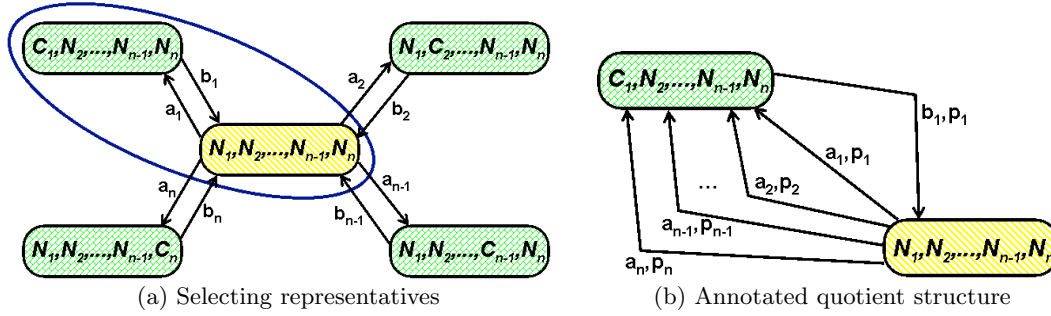 C₁,N₂,...,Nₙ₋₁,Nₙ
N₁,C₂,...,Nₙ₋₁,Nₙ
b₁
a₁
a₂
b₂
N₁,N₂,...,Nₙ₋₁,Nₙ
aₙ
bₙ
bₙ₋₁
aₙ₋₁
N₁,N₂,...,Nₙ₋₁,Cₙ
N₁,N₂,...,Cₙ₋₁,Nₙ
(a) Selecting representatives
C₁,N₂,...,Nₙ₋₁,Nₙ
b₁,p₁
a₁,p₁
...
a₂,p₂
aₙ₋₁,pₙ₋₁
aₙ,pₙ
N₁,N₂,...,Nₙ₋₁,Nₙ
(b) Annotated quotient structure